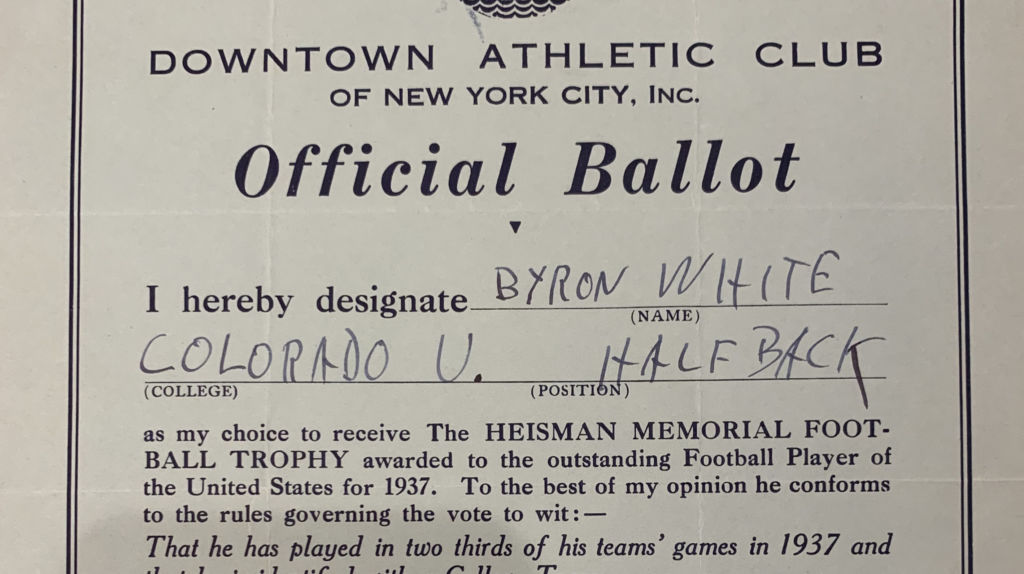 DOWNTOWN ATHLETIC CLUB
OF NEW YORK CITY, INC.
Official Ballot
I hereby designate BYRON WHITE
(NAME)
COLORADO U. HALFBACK
(COLLEGE) (POSITION)
as my choice to receive The HEISMAN MEMORIAL FOOT-
BALL TROPHY awarded to the outstanding Football Player of
the United States for 1937. To the best of my opinion he conforms
to the rules governing the vote to wit:—
That he has played in two thirds of his teams' games in 1937 and